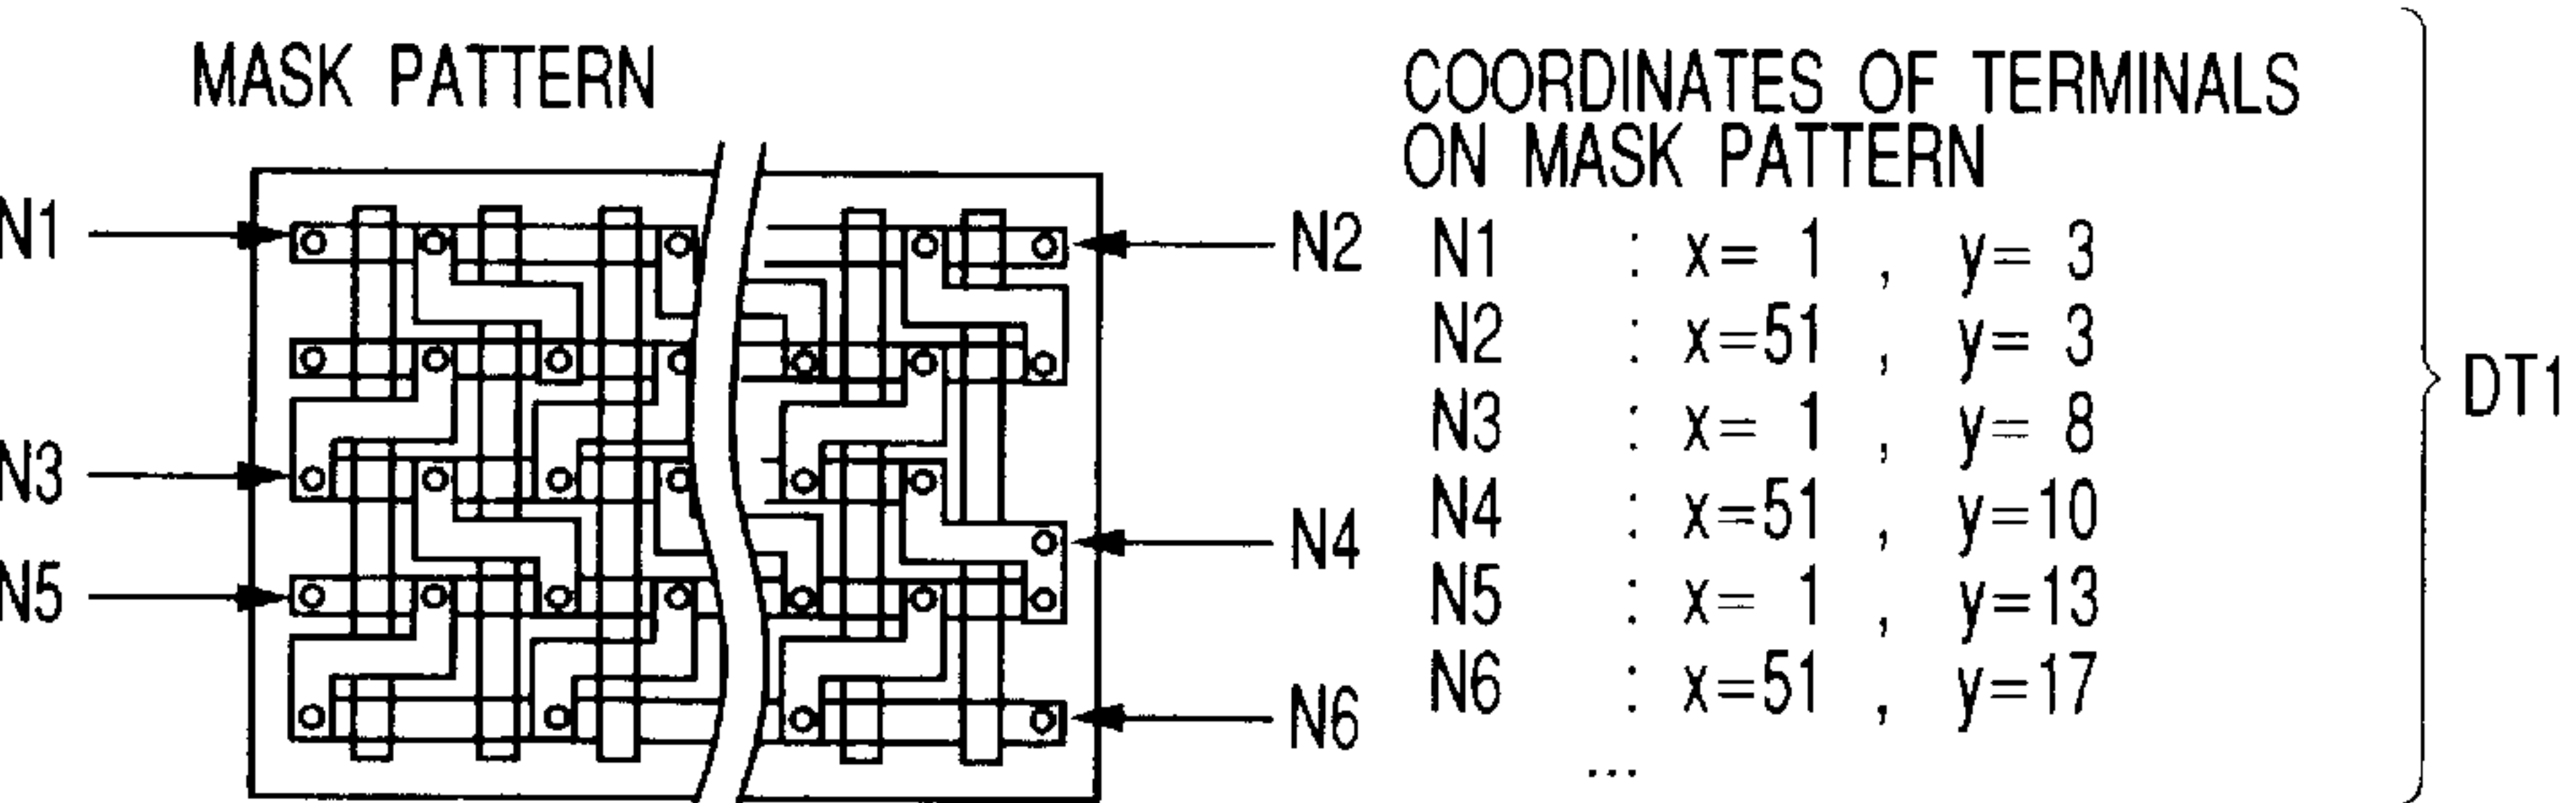 MASK PATTERN
N1
N3
N5
N2
N4
N6
COORDINATES OF TERMINALS
ON MASK PATTERN
N1 : x= 1 , y= 3
N2 : x=51 , y= 3
N3 : x= 1 , y= 8
N4 : x=51 , y=10
N5 : x= 1 , y=13
N6 : x=51 , y=17
...
DT1